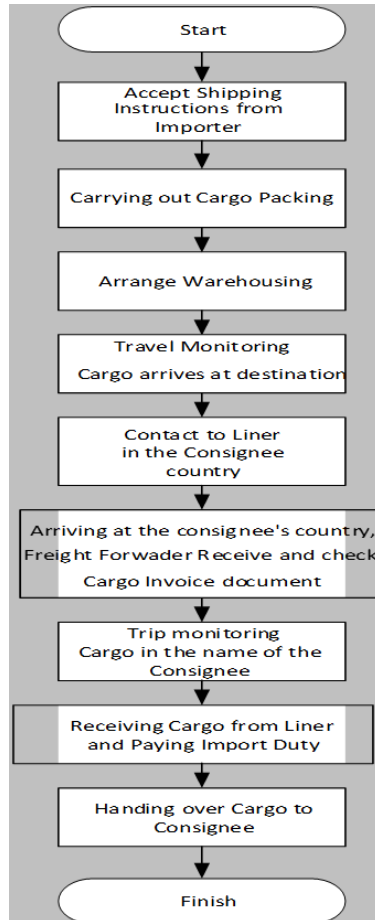 Start
Accept Shipping
Instructions from
Importer
Carrying out Cargo Packing
Arrange Warehousing
Travel Monitoring
Cargo arrives at destination
Contact to Liner
in the Consignee
country
Arriving at the consignee's country,
Freight Forwader Receive and check
Cargo Invoice document
Trip monitoring
Cargo in the name of the
Consignee
Receiving Cargo from Liner
and Paying Import Duty
Handing over Cargo to
Consignee
Finish